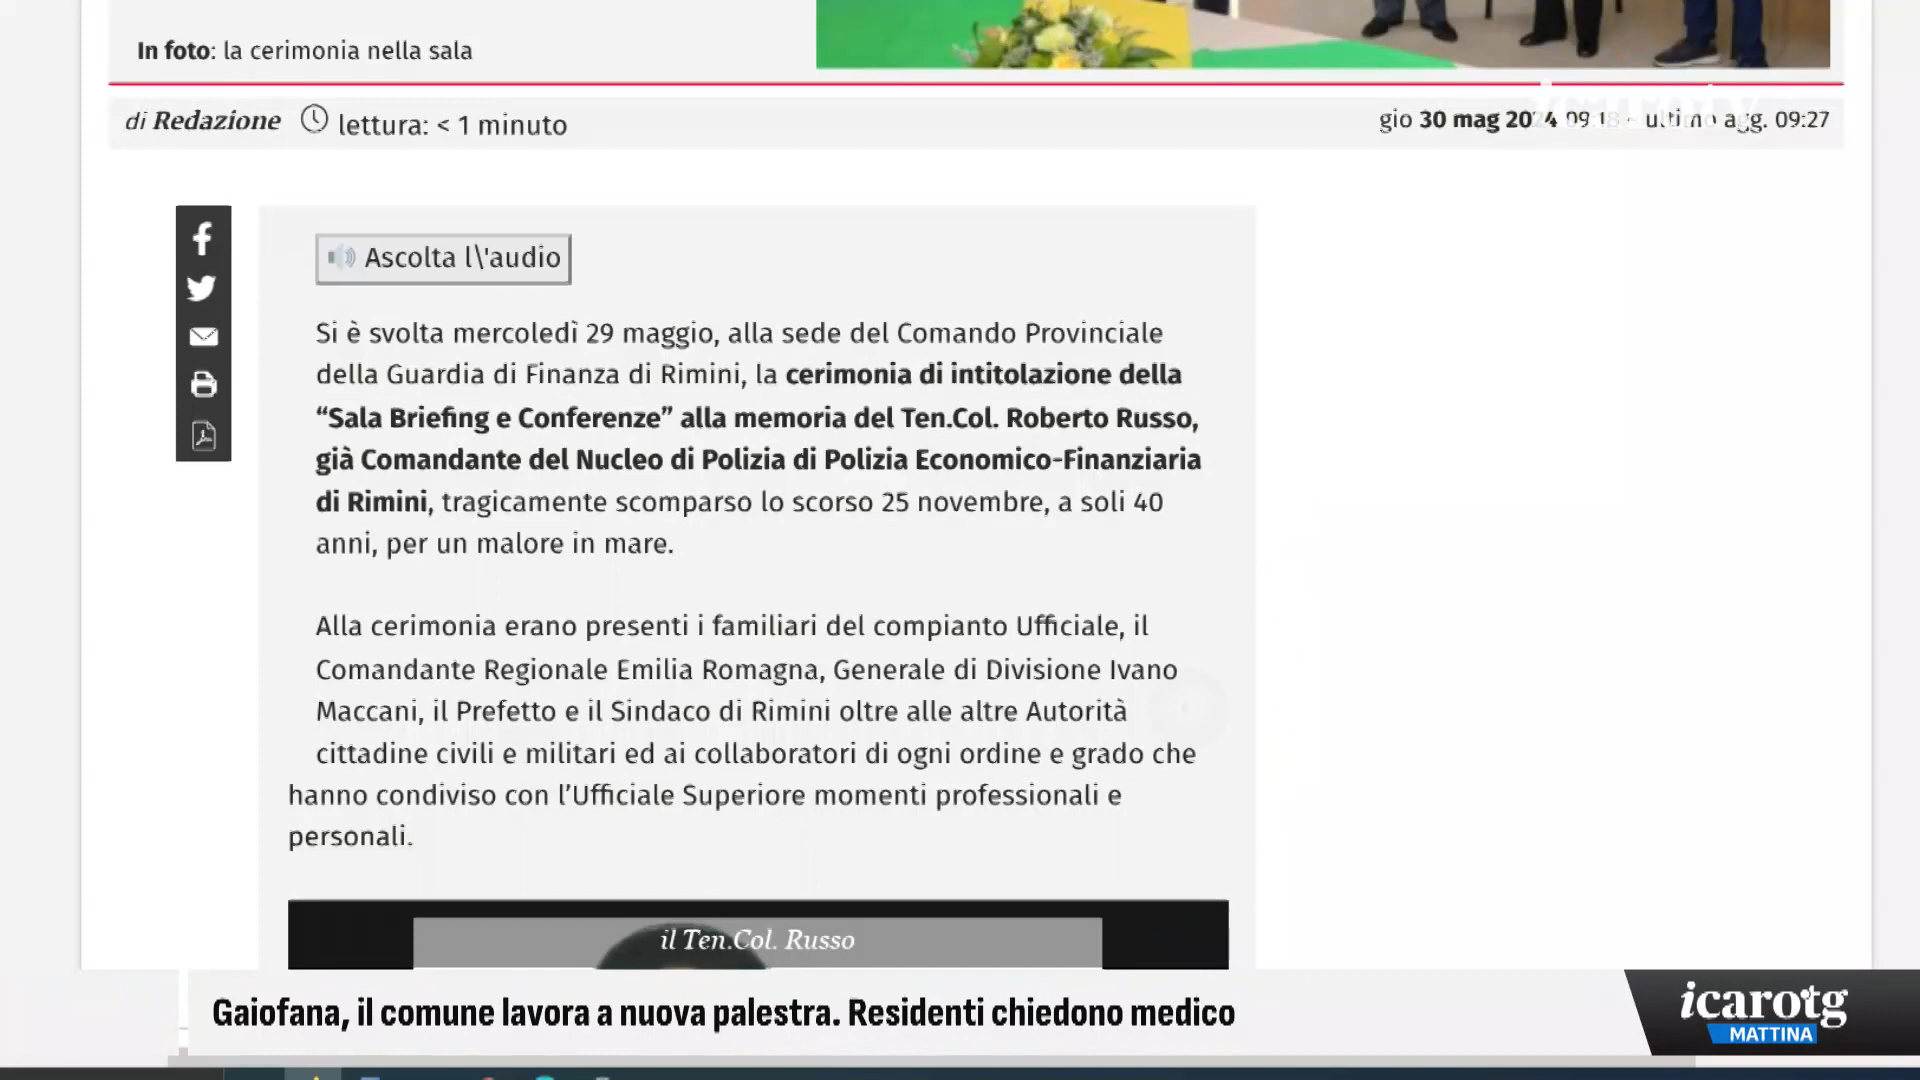 In foto: la cerimonia nella sala
di Redazione lettura: < 1 minuto
gio 30 mag 2024 09:18 - ultimo agg. 09:27
Ascolta l\'audio
Si è svolta mercoledì 29 maggio, alla sede del Comando Provinciale
della Guardia di Finanza di Rimini, la cerimonia di intitolazione della
“Sala Briefing e Conferenze” alla memoria del Ten.Col. Roberto Russo,
già Comandante del Nucleo di Polizia di Polizia Economico-Finanziaria
di Rimini, tragicamente scomparso lo scorso 25 novembre, a soli 40
anni, per un malore in mare.
Alla cerimonia erano presenti i familiari del compianto Ufficiale, il
Comandante Regionale Emilia Romagna, Generale di Divisione Ivano
Maccani, il Prefetto e il Sindaco di Rimini oltre alle altre Autorità
cittadine civili e militari ed ai collaboratori di ogni ordine e grado che
hanno condiviso con l’Ufficiale Superiore momenti professionali e
personali.
il Ten.Col. Russo
Gaiofana, il comune lavora a nuova palestra. Residenti chiedono medico
icarotg
MATTINA